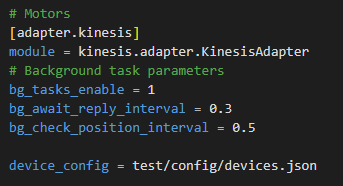 # Motors
[adapter.kinesis]
module = kinesis.adapter.KinesisAdapter
# Background task parameters
bg_tasks_enable = 1
bg_await_reply_interval = 0.3
bg_check_position_interval = 0.5

device_config = test/config/devices.json